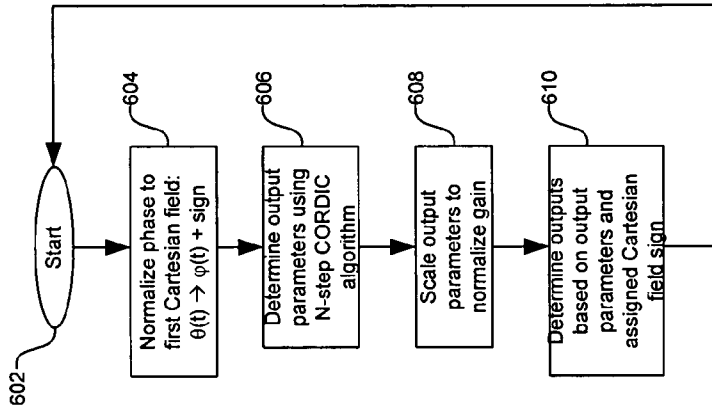 602
Start
604
Normalize phase to
first Cartesian field:
θ(t) → φ(t) + sign
606
Determine output
parameters using
N-step CORDIC
algorithm
608
Scale output
parameters to
normalize gain
610
Determine outputs
based on output
parameters and
assigned Cartesian
field sign